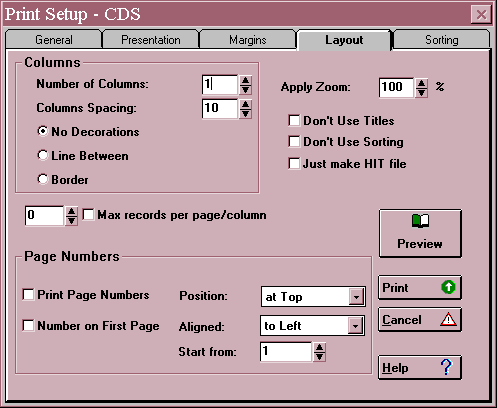 Print Setup - CDS
General Presentation Margins Layout Sorting
Columns
Number of Columns: 1
Columns Spacing: 10
No Decorations
Line Between
Border
Apply Zoom: 100 %
Don't Use Titles
Don't Use Sorting
Just make HIT file
0 Max records per page/column
Preview
Page Numbers
Print Page Numbers Position: at Top
Number on First Page Aligned: to Left
Start from: 1
Print
Cancel
Help ?